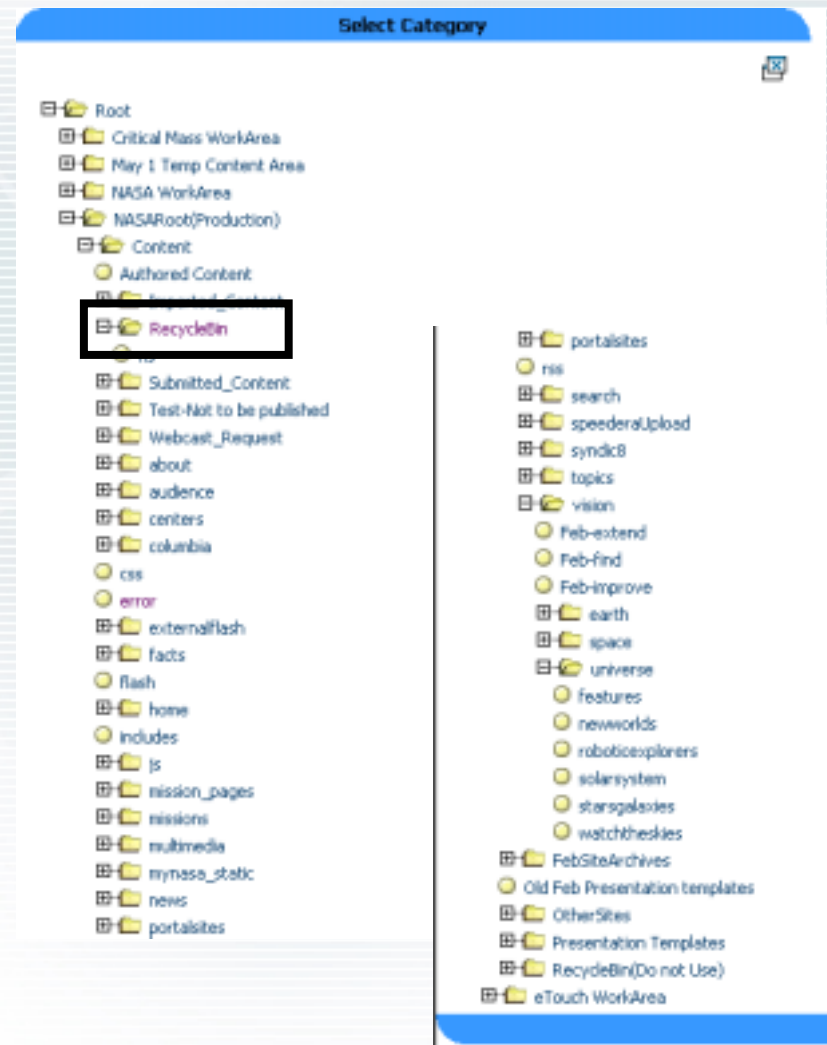 Select Category
Root
Critical Mass WorkArea
May 1 Temp Content Area
NASA WorkArea
NASARoot(Production)
Content
Authored Content
Imported_Content
RecycleBin
Submitted_Content
Test-Not to be published
Webcast_Request
about
audience
centers
columbia
css
error
externalflash
facts
flash
home
includes
js
mission_pages
missions
multimedia
mynasa_static
news
portalsites
portalsites
rss
search
speederaUpload
syndic8
topics
vision
Feb-extend
Feb-find
Feb-improve
earth
space
universe
features
newworlds
roboticexplorers
solarsystem
starsgalaxies
watchtheskies
FebSiteArchives
Old Feb Presentation templates
OtherSites
Presentation Templates
RecycleBin(Do not Use)
eTouch WorkArea